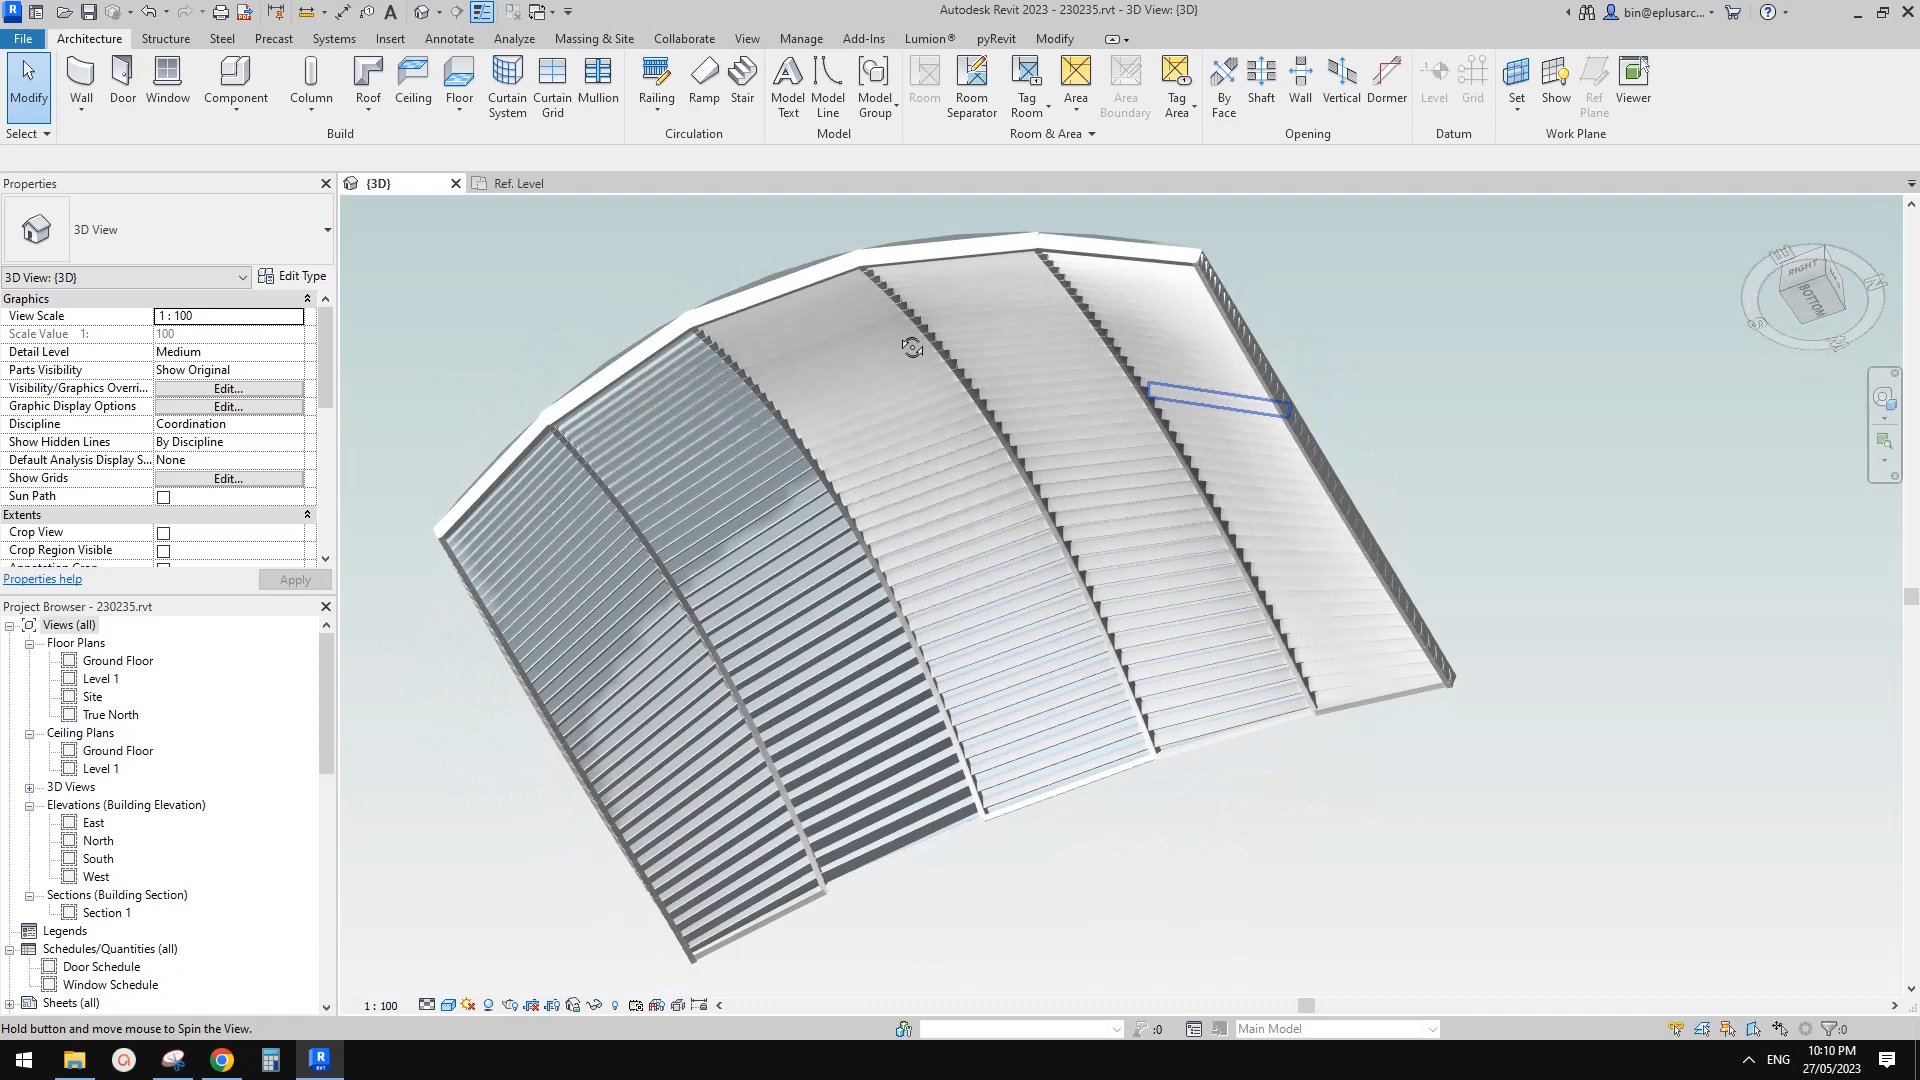 Autodesk Revit 2023 - 230235.rvt - 3D View: {3D}
bin@eplusarc...
File Architecture Structure Steel Precast Systems Insert Annotate Analyze Massing & Site Collaborate View Manage Add-Ins Lumion® pyRevit Modify
Modify Wall Door Window Component Column Roof Ceiling Floor Curtain System Curtain Grid Mullion Railing Ramp Stair Model Text Model Line Model Group Room Room Separator Tag Room Area Area Boundary Tag Area By Face Shaft Wall Vertical Dormer Level Grid Set Show Ref Plane Viewer
Select Build Circulation Model Room & Area Opening Datum Work Plane
Properties
{3D} Ref. Level
3D View
3D View: {3D} Edit Type
Graphics
View Scale 1 : 100
Scale Value 1: 100
Detail Level Medium
Parts Visibility Show Original
Visibility/Graphics Overri... Edit...
Graphic Display Options Edit...
Discipline Coordination
Show Hidden Lines By Discipline
Default Analysis Display S... None
Show Grids Edit...
Sun Path
Extents
Crop View
Crop Region Visible
Properties help Apply
Project Browser - 230235.rvt
Views (all)
Floor Plans
Ground Floor
Level 1
Site
True North
Ceiling Plans
Ground Floor
Level 1
3D Views
Elevations (Building Elevation)
East
North
South
West
Sections (Building Section)
Section 1
Legends
Schedules/Quantities (all)
Door Schedule
Window Schedule
Sheets (all)
RIGHT
BOTTOM
1 : 100
Hold button and move mouse to Spin the View.
:0
Main Model
:0
ENG
10:10 PM
27/05/2023